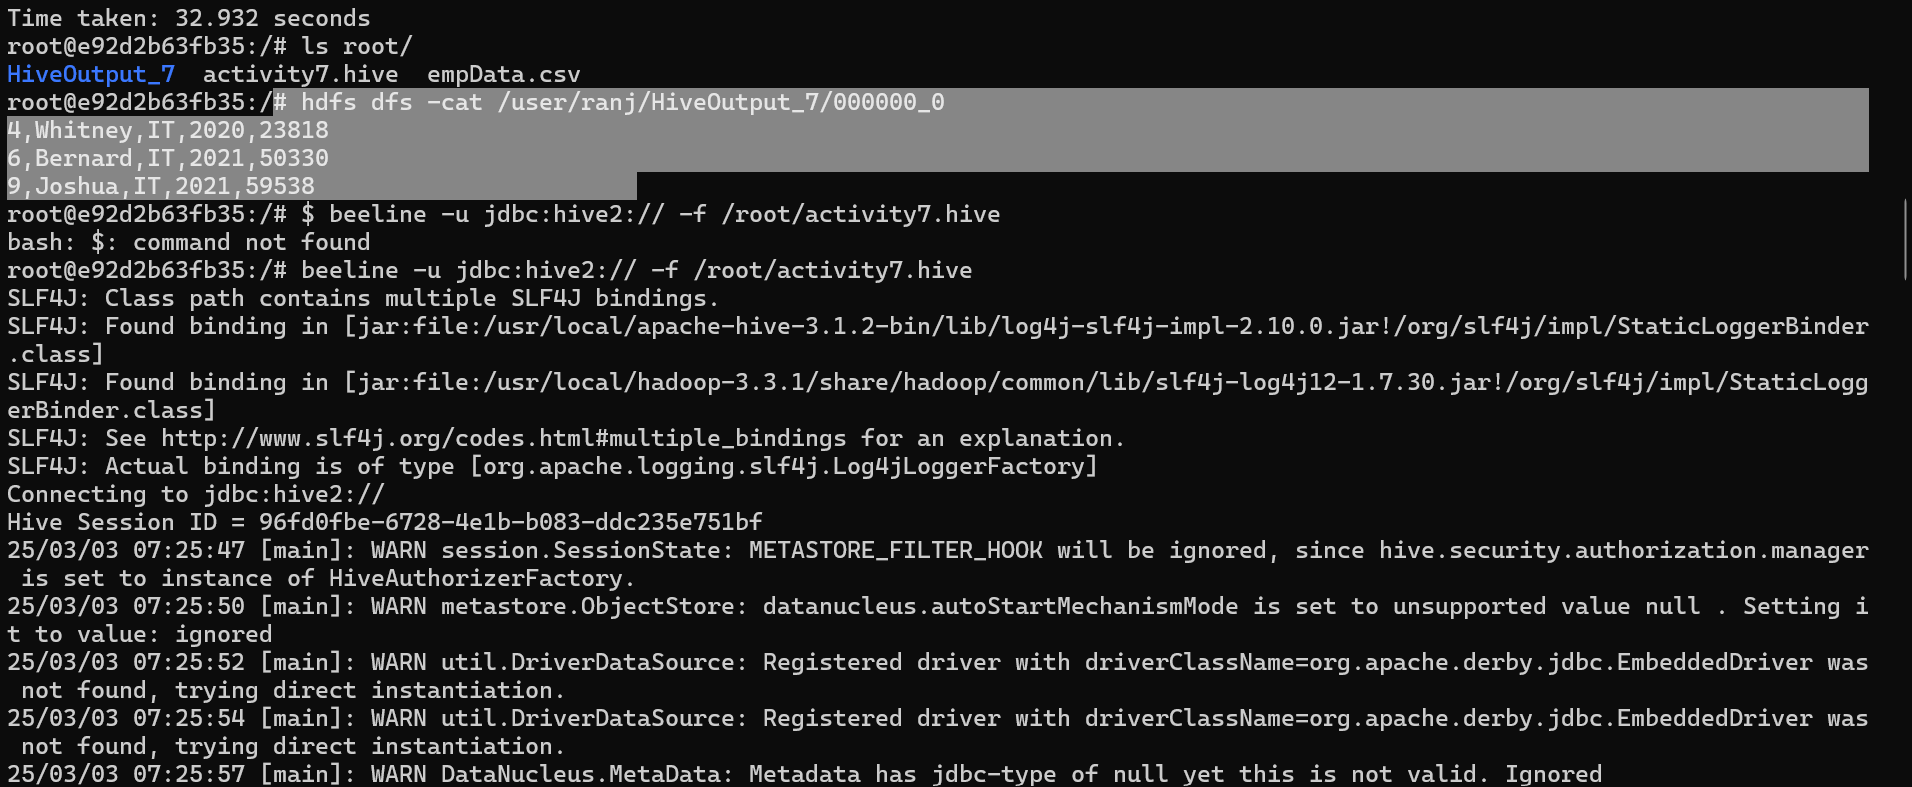 Time taken: 32.932 seconds
root@e92d2b63fb35:/# ls root/
HiveOutput_7  activity7.hive  empData.csv
root@e92d2b63fb35:/# hdfs dfs -cat /user/ranj/HiveOutput_7/000000_0
4,Whitney,IT,2020,23818
6,Bernard,IT,2021,50330
9,Joshua,IT,2021,59538
root@e92d2b63fb35:/# $ beeline -u jdbc:hive2:// -f /root/activity7.hive
bash: $: command not found
root@e92d2b63fb35:/# beeline -u jdbc:hive2:// -f /root/activity7.hive
SLF4J: Class path contains multiple SLF4J bindings.
SLF4J: Found binding in [jar:file:/usr/local/apache-hive-3.1.2-bin/lib/log4j-slf4j-impl-2.10.0.jar!/org/slf4j/impl/StaticLoggerBinder
.class]
SLF4J: Found binding in [jar:file:/usr/local/hadoop-3.3.1/share/hadoop/common/lib/slf4j-log4j12-1.7.30.jar!/org/slf4j/impl/StaticLogg
erBinder.class]
SLF4J: See http://www.slf4j.org/codes.html#multiple_bindings for an explanation.
SLF4J: Actual binding is of type [org.apache.logging.slf4j.Log4jLoggerFactory]
Connecting to jdbc:hive2://
Hive Session ID = 96fd0fbe-6728-4e1b-b083-ddc235e751bf
25/03/03 07:25:47 [main]: WARN session.SessionState: METASTORE_FILTER_HOOK will be ignored, since hive.security.authorization.manager
 is set to instance of HiveAuthorizerFactory.
25/03/03 07:25:50 [main]: WARN metastore.ObjectStore: datanucleus.autoStartMechanismMode is set to unsupported value null . Setting i
t to value: ignored
25/03/03 07:25:52 [main]: WARN util.DriverDataSource: Registered driver with driverClassName=org.apache.derby.jdbc.EmbeddedDriver was
 not found, trying direct instantiation.
25/03/03 07:25:54 [main]: WARN util.DriverDataSource: Registered driver with driverClassName=org.apache.derby.jdbc.EmbeddedDriver was
 not found, trying direct instantiation.
25/03/03 07:25:57 [main]: WARN DataNucleus.MetaData: Metadata has jdbc-type of null yet this is not valid. Ignored